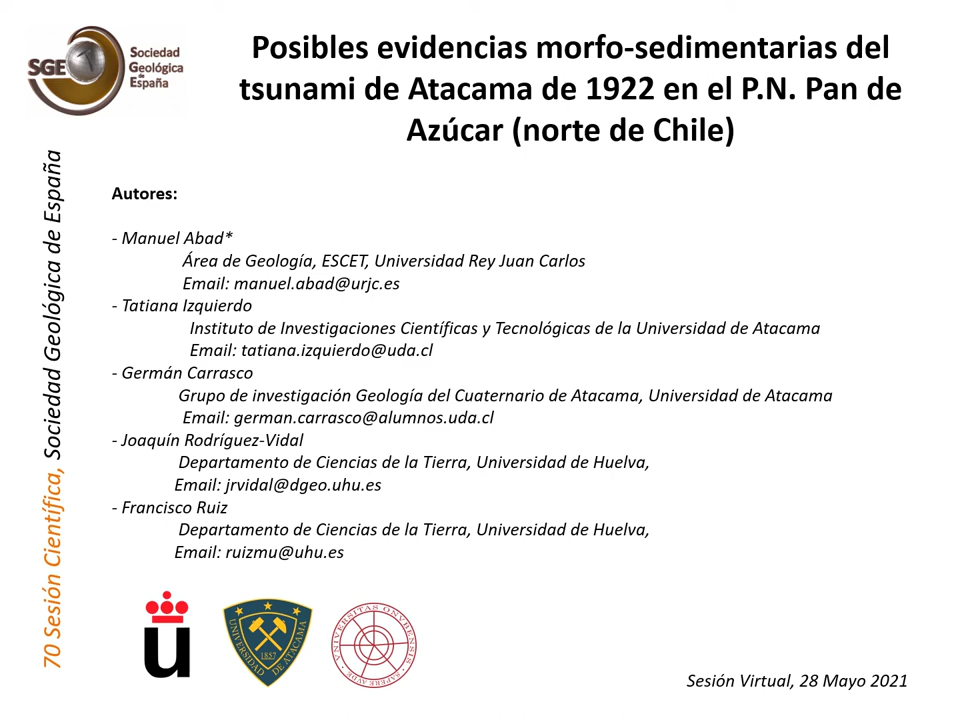 SGE
Sociedad
Geológica
de
España
Posibles evidencias morfo-sedimentarias del
tsunami de Atacama de 1922 en el P.N. Pan de
Azúcar (norte de Chile)
70 Sesión Científica, Sociedad Geológica de España
Autores:
- Manuel Abad*
Área de Geología, ESCET, Universidad Rey Juan Carlos
Email: manuel.abad@urjc.es
- Tatiana Izquierdo
Instituto de Investigaciones Científicas y Tecnológicas de la Universidad de Atacama
Email: tatiana.izquierdo@uda.cl
- Germán Carrasco
Grupo de investigación Geología del Cuaternario de Atacama, Universidad de Atacama
Email: german.carrasco@alumnos.uda.cl
- Joaquín Rodríguez-Vidal
Departamento de Ciencias de la Tierra, Universidad de Huelva,
Email: jrvidal@dgeo.uhu.es
- Francisco Ruiz
Departamento de Ciencias de la Tierra, Universidad de Huelva,
Email: ruizmu@uhu.es
u
UNIVERSIDAD DE ATACAMA
1857
UNIVERSITAS ONVBENSIS
SAPERE AVDE
Sesión Virtual, 28 Mayo 2021